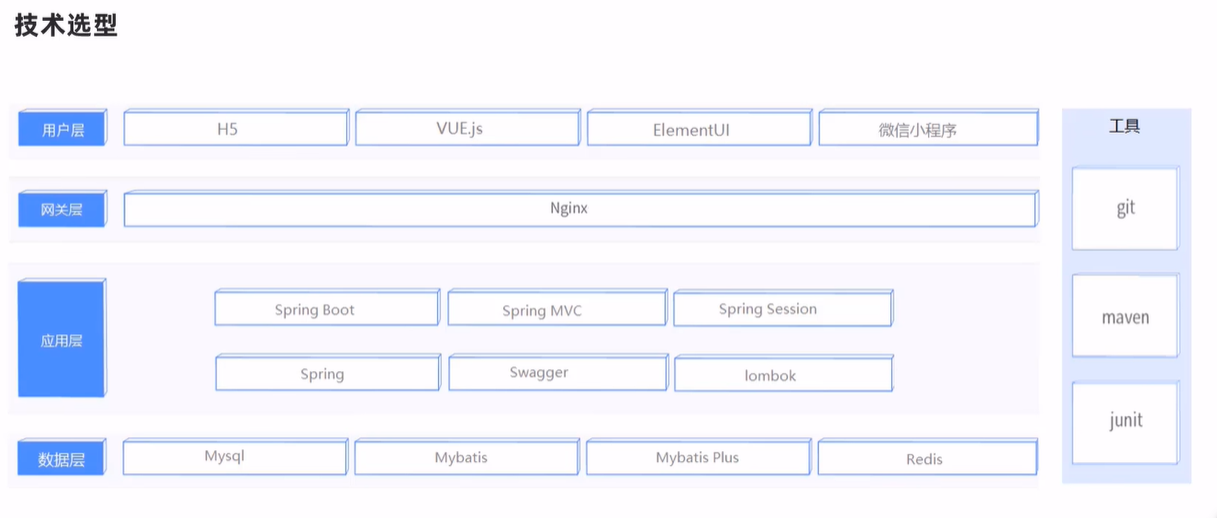 技术选型
用户层 H5 VUE.js ElementUI 微信小程序
网关层 Nginx
应用层
Spring Boot Spring MVC Spring Session
Spring Swagger lombok
数据层 Mysql Mybatis Mybatis Plus Redis
工具
git
maven
junit